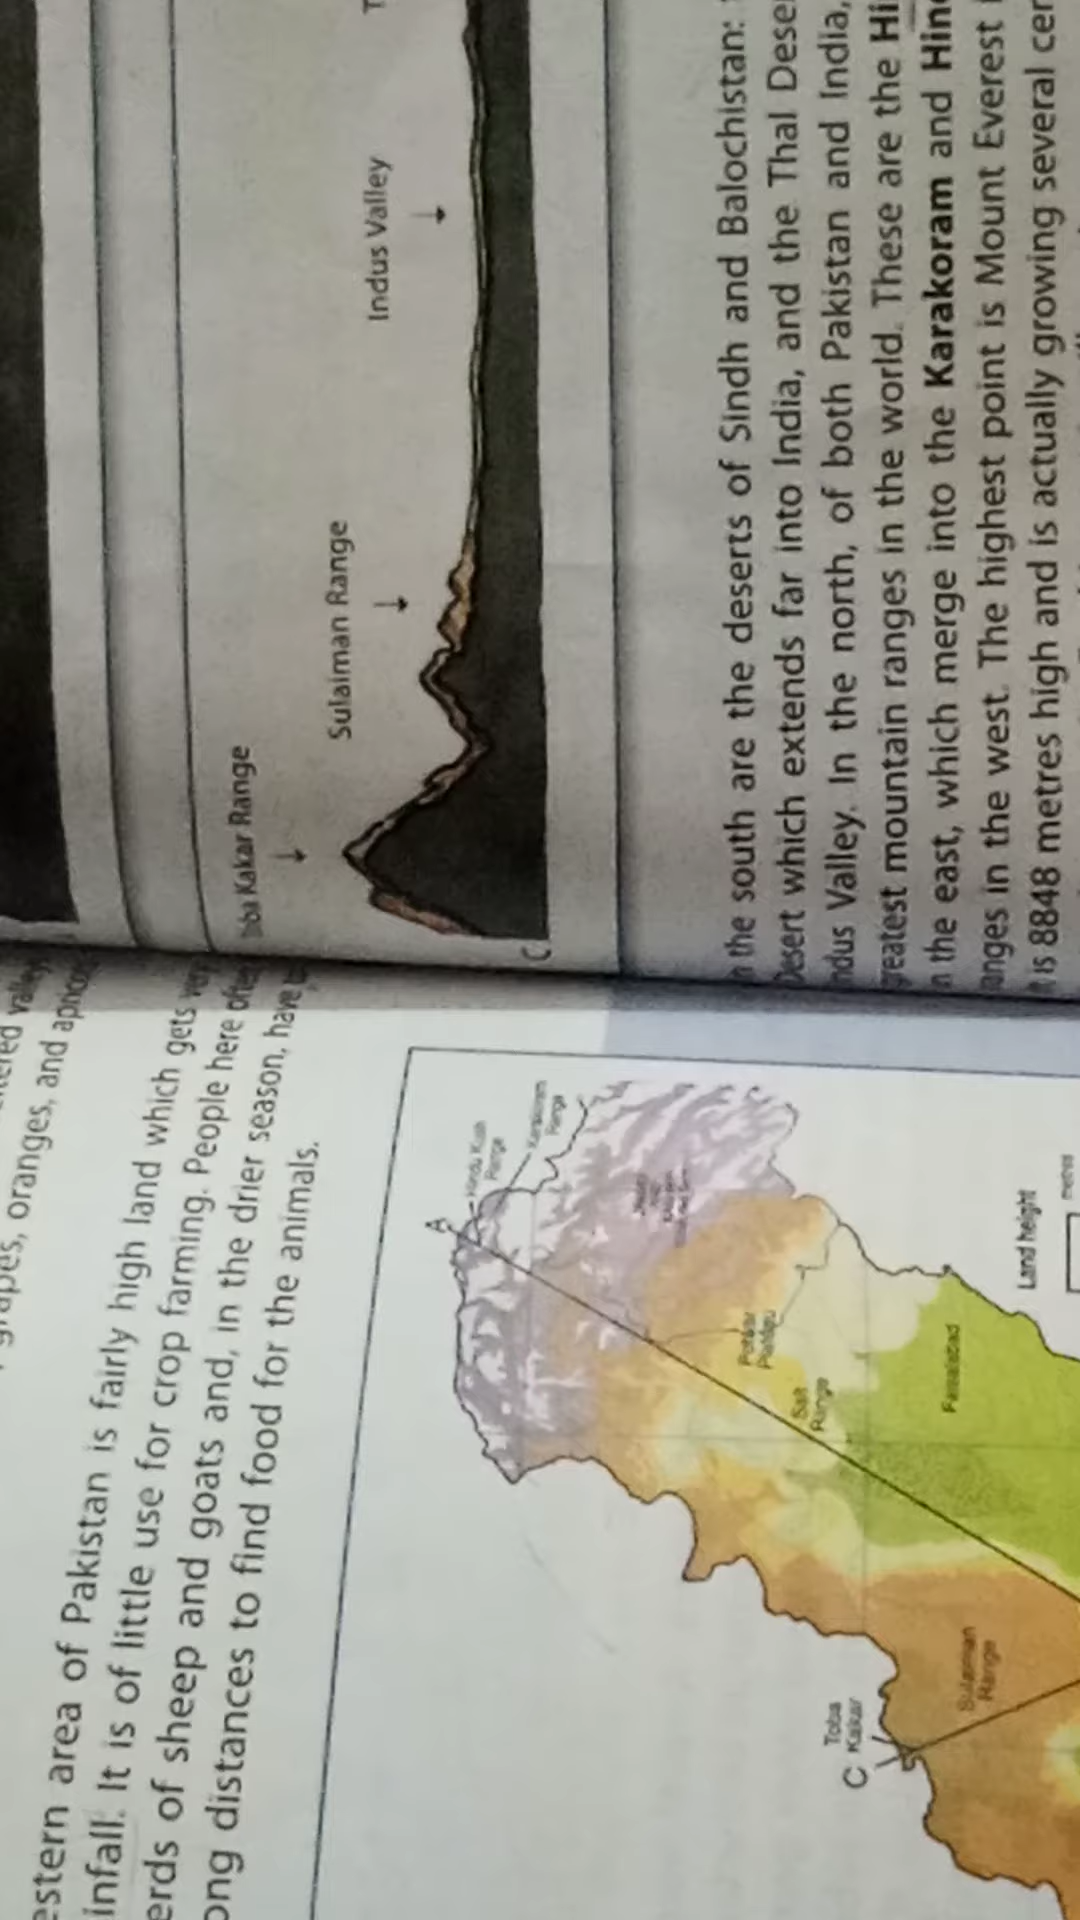 grapes, oranges, and
estern area of Pakistan is fairly high land which gets
infall. It is of little use for crop farming. People here
erds of sheep and goats and, in the drier season, have
ong distances to find food for the animals.
A
Hindu Kush
Range
Karakoram
Range
Potwar
Plateau
Salt
Range
Faisalabad
Land height
metres
Sulaiman
Range
Toba
Kakar
C
Toba Kakar Range
Sulaiman Range
Indus Valley
T
C
the south are the deserts of Sindh and Balochistan:
Desert which extends far into India, and the Thal Deser
ndus Valley. In the north, of both Pakistan and India,
greatest mountain ranges in the world. These are the Hi
n the east, which merge into the Karakoram and Hin
anges in the west. The highest point is Mount Everest
t is 8848 metres high and is actually growing several cen